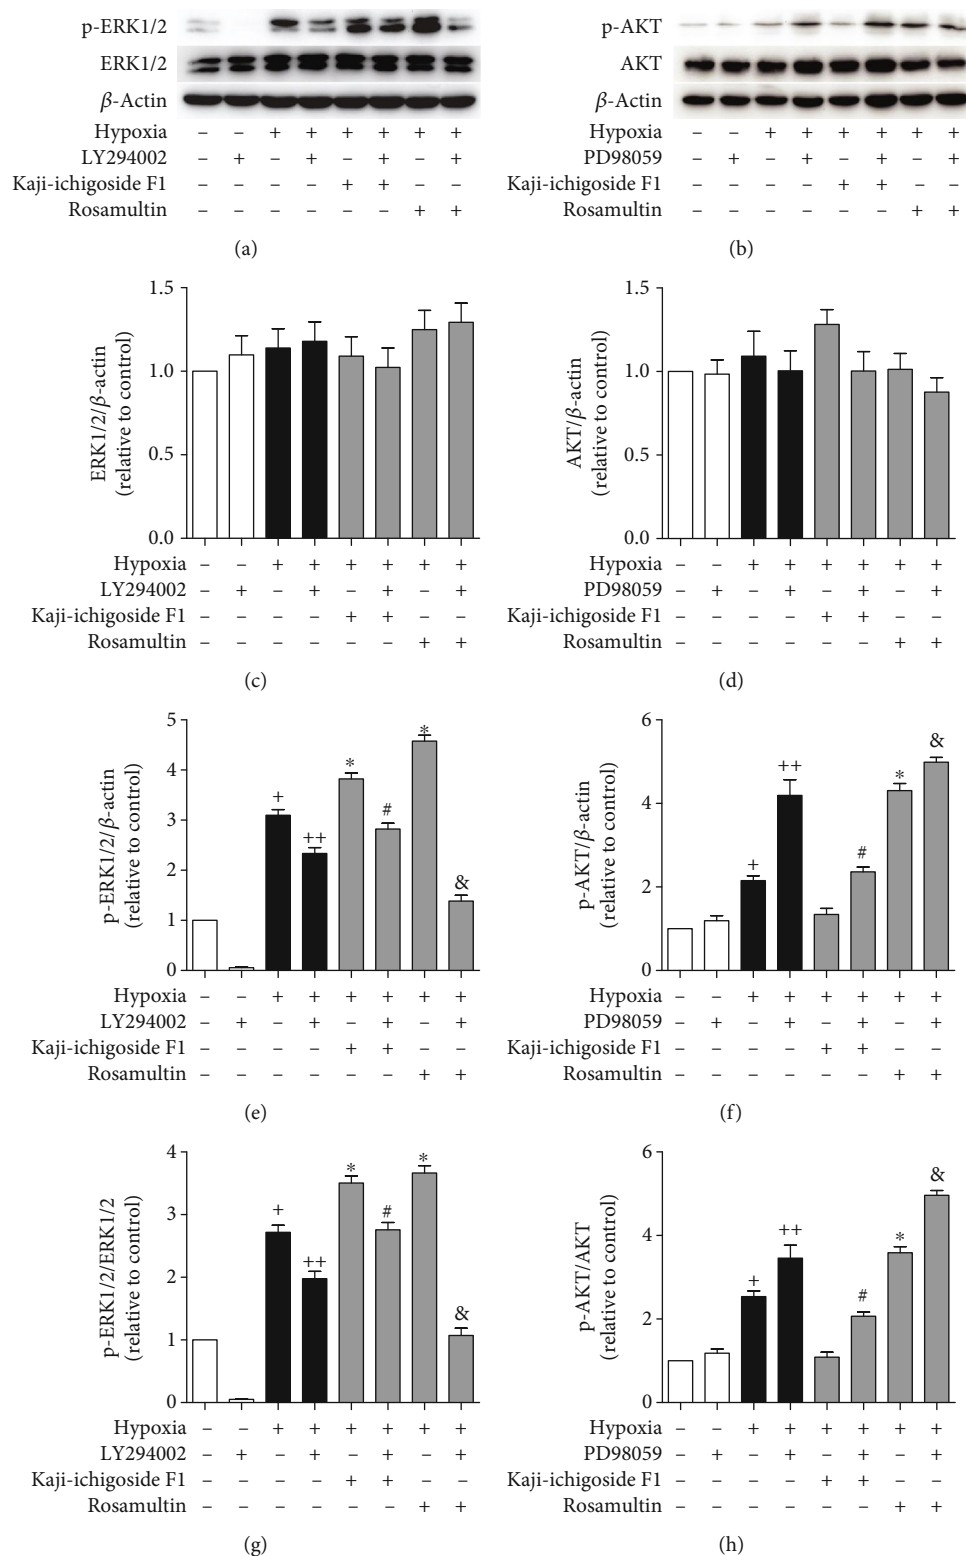 p-ERK1/2
ERK1/2
β-Actin
Hypoxia – – + + + + + +
LY294002 – + – + – + – +
Kaji-ichigoside F1 – – – – + + – –
Rosamultin – – – – – – + +
(a)
p-AKT
AKT
β-Actin
Hypoxia – – + + + + + +
PD98059 – + – + – + – +
Kaji-ichigoside F1 – – – – + + – –
Rosamultin – – – – – – + +
(b)
ERK1/2/β-actin
(relative to control)
1.5
1.0
0.5
0.0
Hypoxia – – + + + + + +
LY294002 – + – + – + – +
Kaji-ichigoside F1 – – – – + + – –
Rosamultin – – – – – – + +
(c)
AKT/β-actin
(relative to control)
1.5
1.0
0.5
0.0
Hypoxia – – + + + + + +
PD98059 – + – + – + – +
Kaji-ichigoside F1 – – – – + + – –
Rosamultin – – – – – – + +
(d)
p-ERK1/2/β-actin
(relative to control)
5
4
3
2
1
0
+ ++ * # * &
Hypoxia – – + + + + + +
LY294002 – + – + – + – +
Kaji-ichigoside F1 – – – – + + – –
Rosamultin – – – – – – + +
(e)
p-AKT/β-actin
(relative to control)
6
4
2
0
+ ++ # * &
Hypoxia – – + + + + + +
PD98059 – + – + – + – +
Kaji-ichigoside F1 – – – – + + – –
Rosamultin – – – – – – + +
(f)
p-ERK1/2/ERK1/2
(relative to control)
4
3
2
1
0
+ ++ * # * &
Hypoxia – – + + + + + +
LY294002 – + – + – + – +
Kaji-ichigoside F1 – – – – + + – –
Rosamultin – – – – – – + +
(g)
p-AKT/AKT
(relative to control)
6
4
2
0
+ ++ # * &
Hypoxia – – + + + + + +
PD98059 – + – + – + – +
Kaji-ichigoside F1 – – – – + + – –
Rosamultin – – – – – – + +
(h)